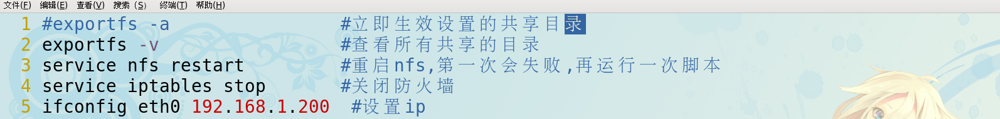 文件(F) 编辑(E) 查看(V) 搜索 (S) 终端(T) 帮助(H)
1 #exportfs -a #立即生效设置的共享目录
2 exportfs -v #查看所有共享的目录
3 service nfs restart #重启nfs,第一次会失败,再运行一次脚本
4 service iptables stop #关闭防火墙
5 ifconfig eth0 192.168.1.200 #设置ip